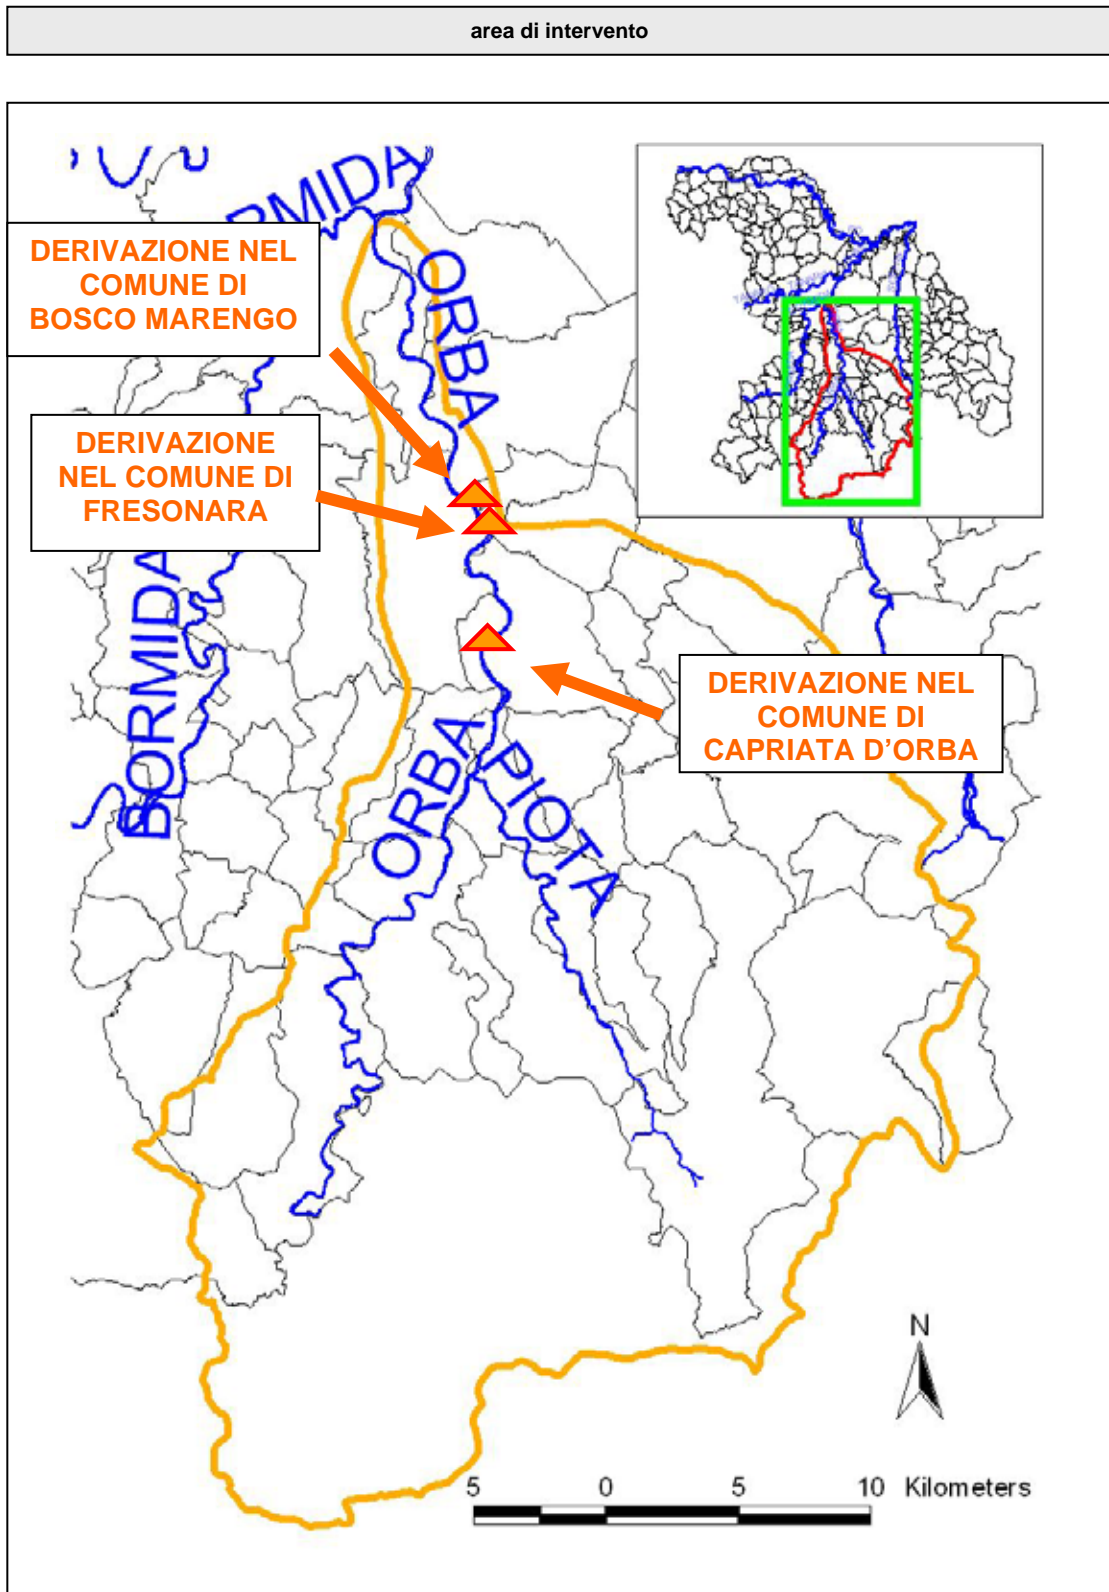 area di intervento
RMIDA
DERIVAZIONE NEL
COMUNE DI
BOSCO MARENGO
ORBA
DERIVAZIONE
NEL COMUNE DI
FRESONARA
BORMIDA
DERIVAZIONE NEL
COMUNE DI
CAPRIATA D'ORBA
ORBA
PIOTA
N
5 0 5 10 Kilometers